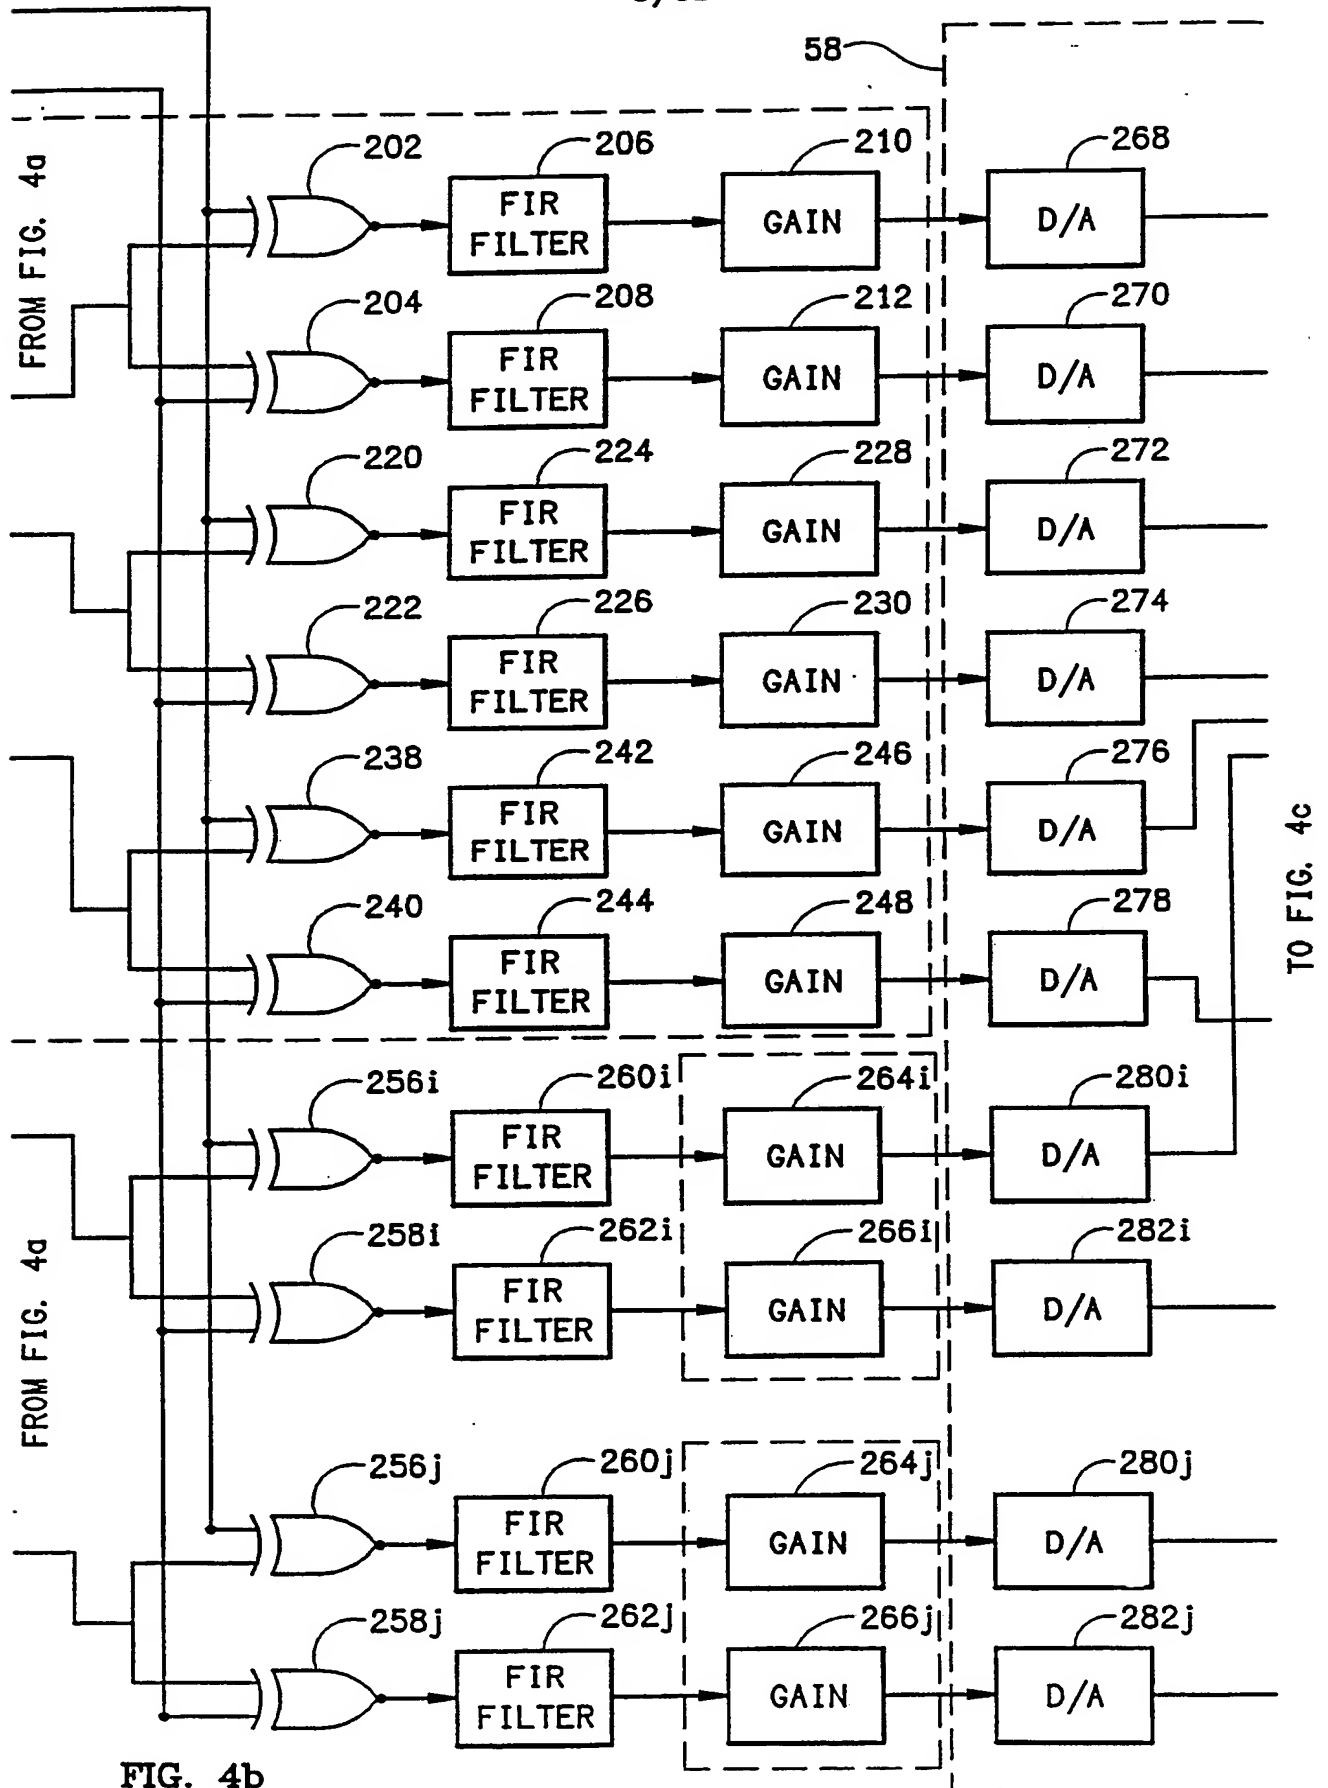 58
FROM FIG. 4a
202 206 210 268
FIR FILTER GAIN D/A
204 208 212 270
FIR FILTER GAIN D/A
220 224 228 272
FIR FILTER GAIN D/A
222 226 230 274
FIR FILTER GAIN D/A
238 242 246 276
FIR FILTER GAIN D/A
TO FIG. 4c
240 244 248 278
FIR FILTER GAIN D/A
256i 260i 264i 280i
FIR FILTER GAIN D/A
FROM FIG. 4a
258i 262i 266i 282i
FIR FILTER GAIN D/A
256j 260j 264j 280j
FIR FILTER GAIN D/A
258j 262j 266j 282j
FIR FILTER GAIN D/A
FIG. 4b